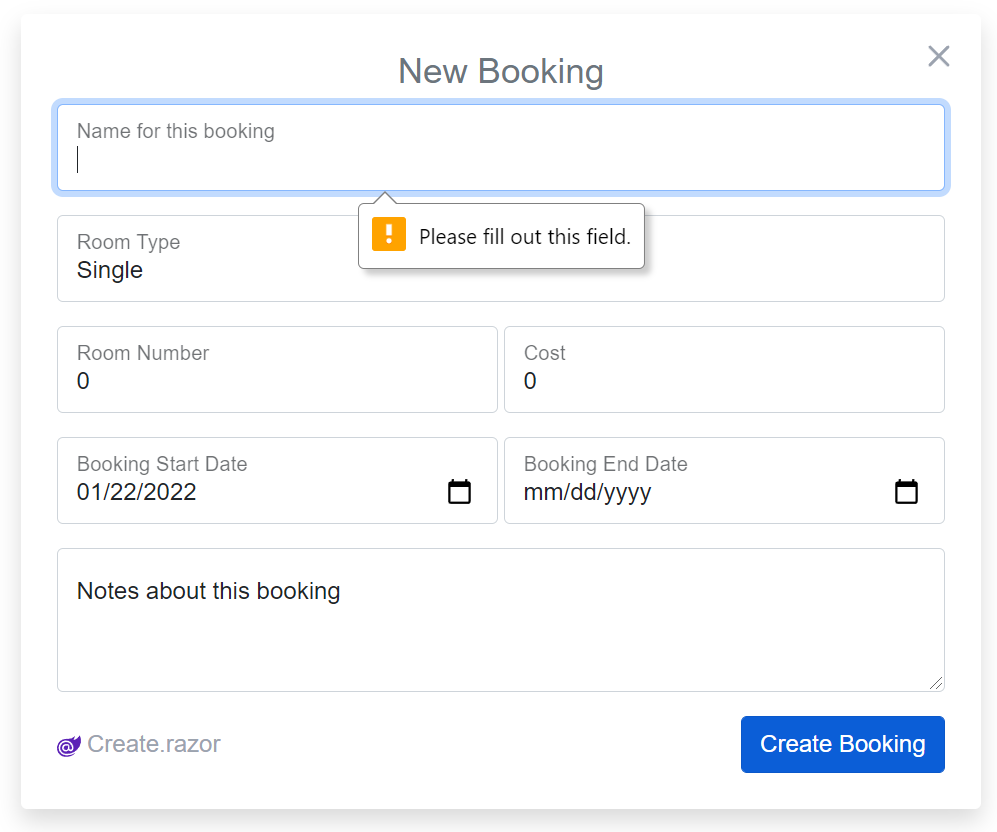 New Booking
Name for this booking
Please fill out this field.
Room Type
Single
Room Number
0
Cost
0
Booking Start Date
01/22/2022
Booking End Date
mm/dd/yyyy
Notes about this booking
Create.razor
Create Booking